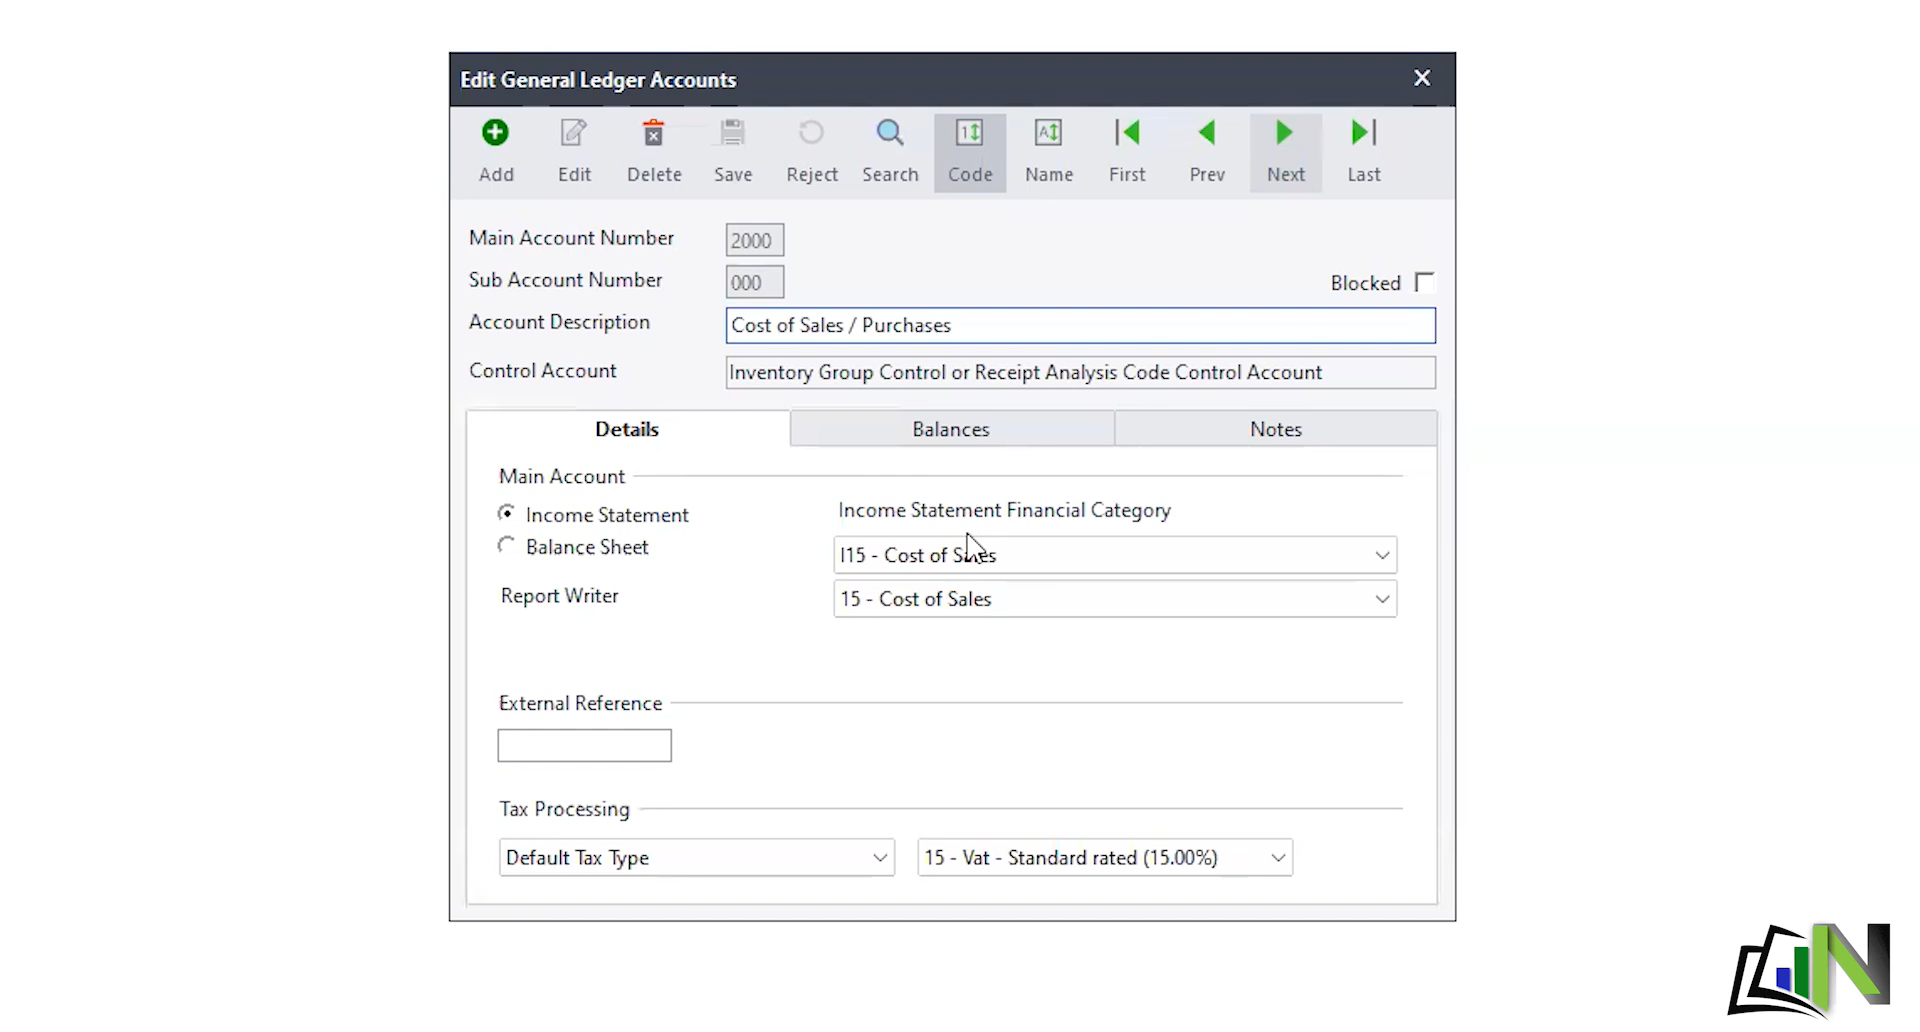 Edit General Ledger Accounts
Add Edit Delete Save Reject Search Code Name First Prev Next Last
Main Account Number 2000
Sub Account Number 000 Blocked
Account Description Cost of Sales / Purchases
Control Account Inventory Group Control or Receipt Analysis Code Control Account
Details Balances Notes
Main Account
Income Statement Income Statement Financial Category
Balance Sheet I15 - Cost of Sales
Report Writer 15 - Cost of Sales
External Reference
Tax Processing
Default Tax Type 15 - Vat - Standard rated (15.00%)
N